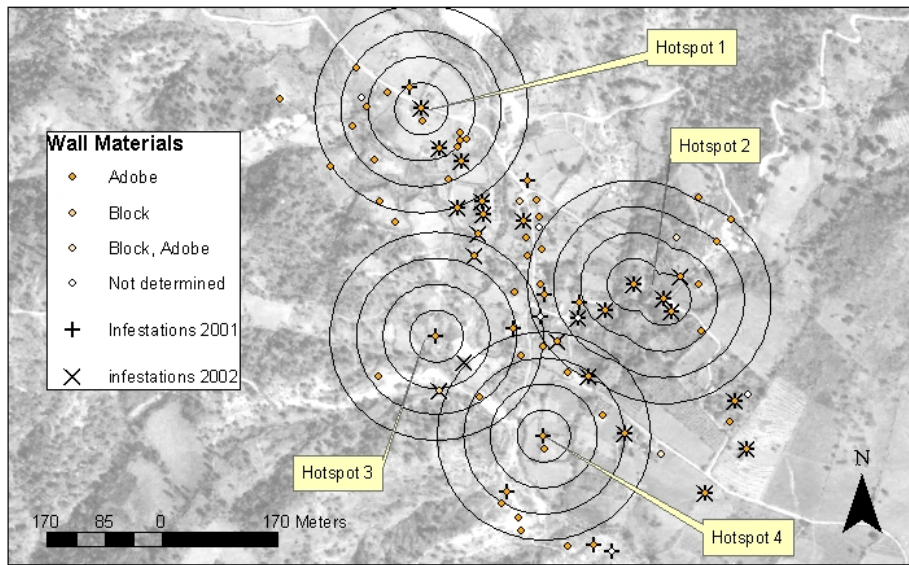 Hotspot 1
Hotspot 2
Wall Materials
Adobe
Block
Block, Adobe
Not determined
Infestations 2001
infestations 2002
Hotspot 3
Hotspot 4
N
170 85 0 170 Meters